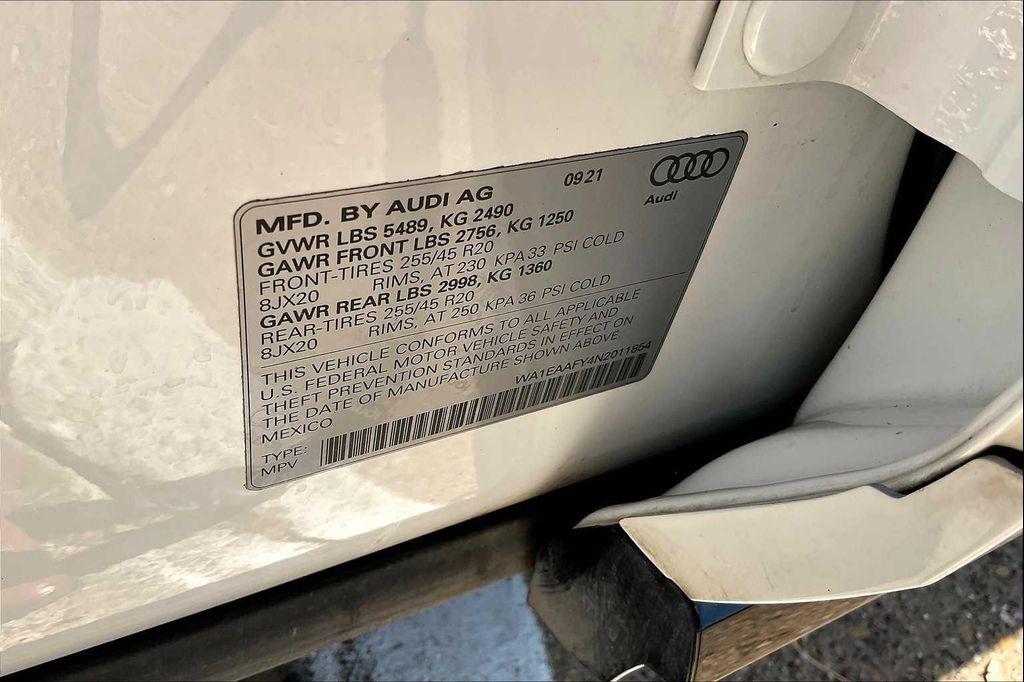 MFD. BY AUDI AG 0921
Audi
GVWR LBS 5489, KG 2490
GAWR FRONT LBS 2756, KG 1250
FRONT-TIRES 255/45 R20
8JX20 RIMS, AT 230 KPA 33 PSI COLD
GAWR REAR LBS 2998, KG 1360
REAR-TIRES 255/45 R20
8JX20 RIMS, AT 250 KPA 36 PSI COLD
THIS VEHICLE CONFORMS TO ALL APPLICABLE
U.S. FEDERAL MOTOR VEHICLE SAFETY AND
THEFT PREVENTION STANDARDS IN EFFECT ON
THE DATE OF MANUFACTURE SHOWN ABOVE.
MEXICO WA1EAAFY4N2011854
TYPE:
MPV